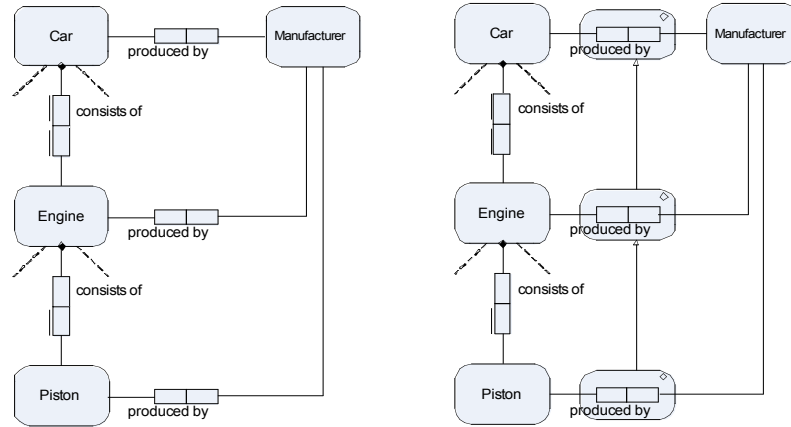 Car
produced by
Manufacturer
consists of
Engine
produced by
consists of
Piston
produced by
Car
produced by
Manufacturer
consists of
Engine
produced by
consists of
Piston
produced by